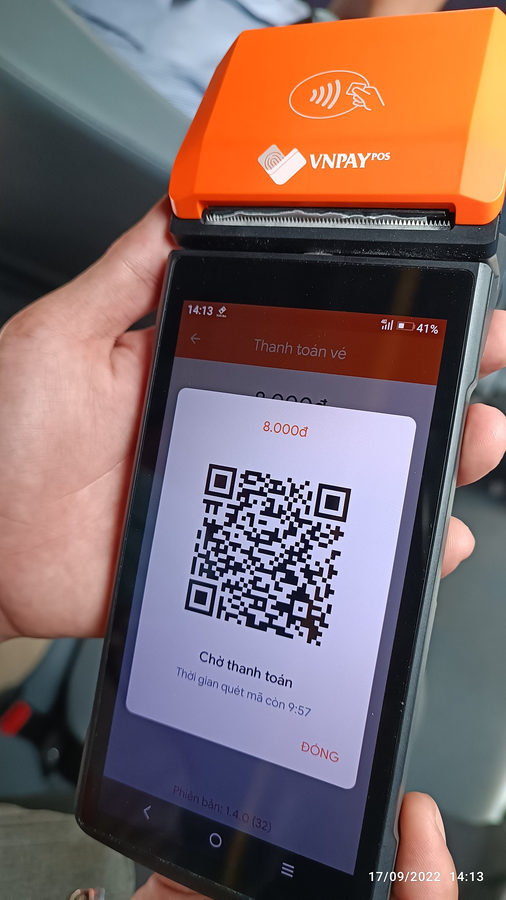 VNPAY POS
14:13
4G 41%
Thanh toán vé
8.000đ
8.000đ
Chờ thanh toán
Thời gian quét mã còn 9:57
ĐÓNG
Phiên bản: 1.4.0 (32)
17/09/2022 14:13